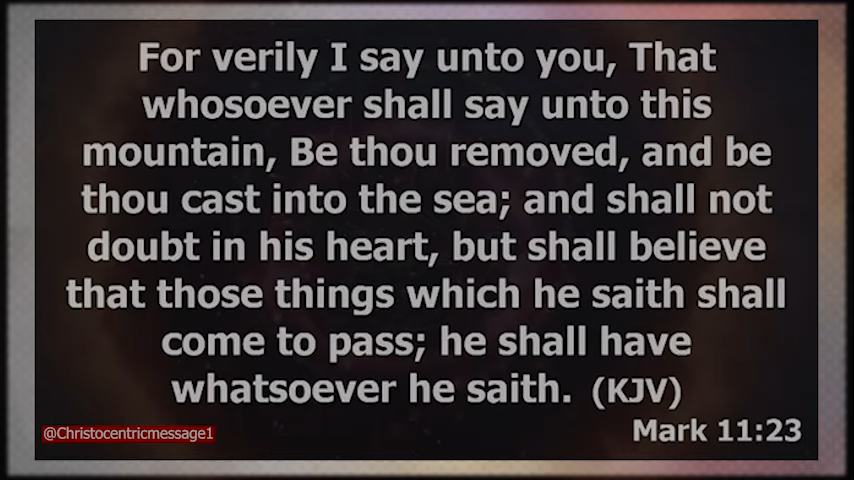 For verily I say unto you, That
whosoever shall say unto this
mountain, Be thou removed, and be
thou cast into the sea; and shall not
doubt in his heart, but shall believe
that those things which he saith shall
come to pass; he shall have
whatsoever he saith. (KJV)
@Christocentricmessage1
Mark 11:23